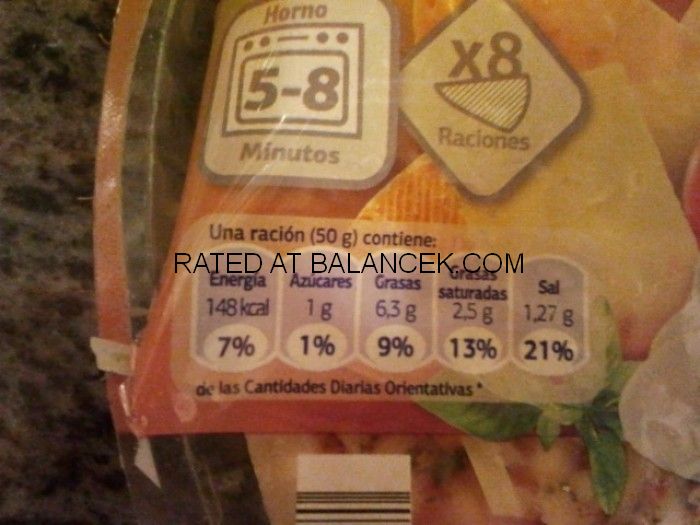 Horno
5-8
Minutos
X8
Raciones
Una ración (50 g) contiene:
RATED AT BALANCEK.COM
Energía Azúcares Grasas Grasas saturadas Sal
148 kcal 1 g 6,3 g 2,5 g 1,27 g
7% 1% 9% 13% 21%
de las Cantidades Diarias Orientativas*